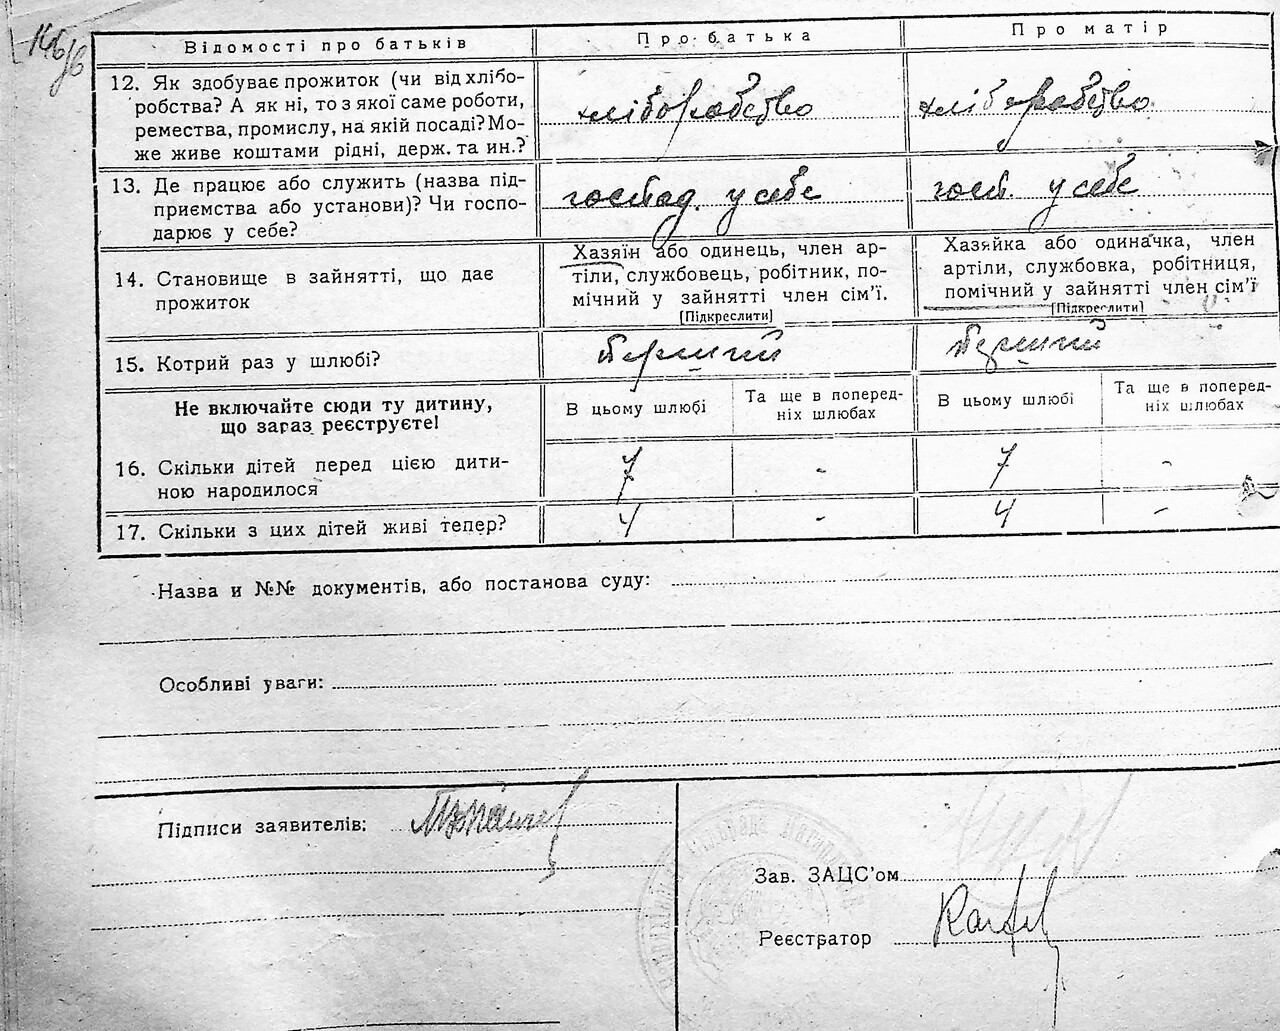 Відомості про батьків Про батька Про матір
12. Як здобуває прожиток (чи від хлібо-
робства? А як ні, то з якої саме роботи,
ремества, промислу, на якій посаді? Мо-
же живе коштами рідні, держ. та ин.?
хліборобство хліборобство
13. Де працює або служить (назва під-
приємства або установи)? Чи госпо-
дарює у себе?
господ. у себе госп. у себе
14. Становище в зайнятті, що дає
прожиток
Хазяїн або одинець, член ар-
тіли, службовець, робітник, по-
мічний у зайнятті член сім'ї.
[Підкреслити]
Хазяйка або одиначка, член
артіли, службовка, робітниця,
помічний у зайнятті член сім'ї
[Підкреслити]
15. Котрий раз у шлюбі? Перший Перший
Не включайте сюди ту дитину,
що зараз реєструєте!
В цьому шлюбі
Та ще в поперед-
ніх шлюбах
В цьому шлюбі
Та ще в поперед-
ніх шлюбах
16. Скільки дітей перед цією дити-
ною народилося
7 - 7 -
17. Скільки з цих дітей живі тепер? 4 - 4 -
Назва и №№ документів, або постанова суду:
Особливі уваги:
Підписи заявителів:
Зав. ЗАЦС'ом
Реєстратор